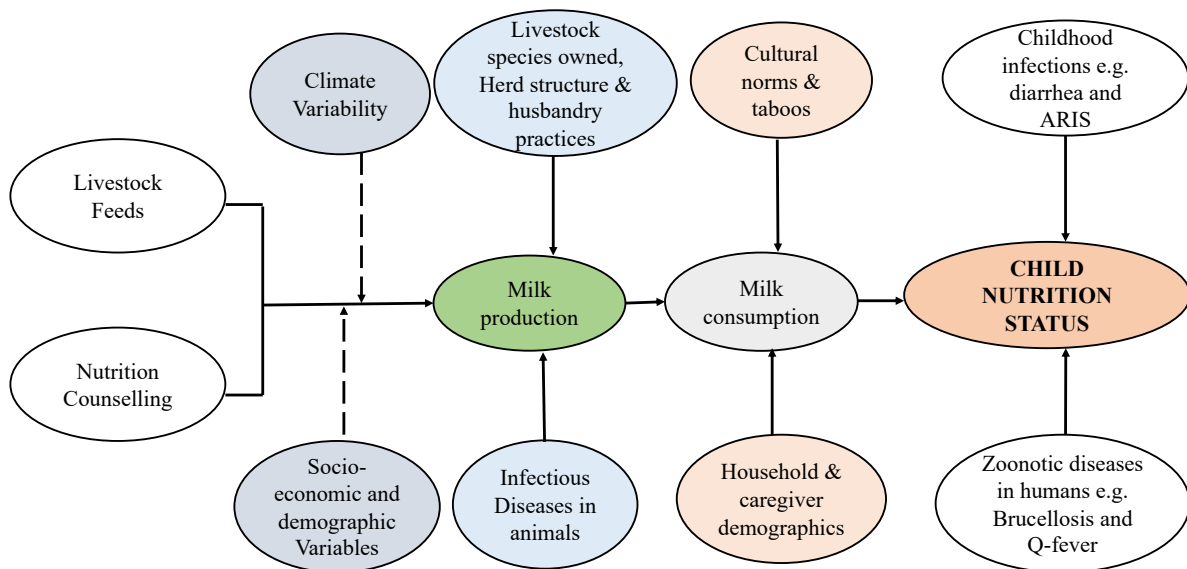 Climate
Variability
Livestock
species owned,
Herd structure &
husbandry
practices
Cultural
norms &
taboos
Childhood
infections e.g.
diarrhea and
ARIS
Livestock
Feeds
Milk
production
Milk
consumption
CHILD
NUTRITION
STATUS
Nutrition
Counselling
Socio-
economic and
demographic
Variables
Infectious
Diseases in
animals
Household &
caregiver
demographics
Zoonotic diseases
in humans e.g.
Brucellosis and
Q-fever